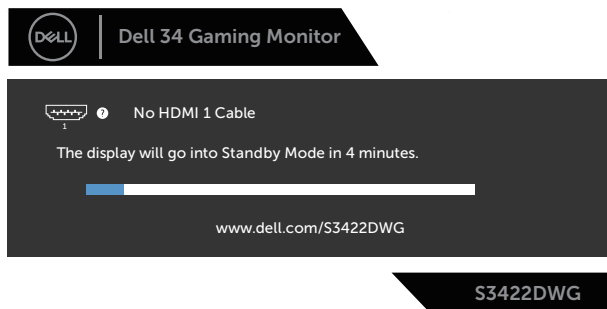 DELL
Dell 34 Gaming Monitor
? No HDMI 1 Cable
1
The display will go into Standby Mode in 4 minutes.
www.dell.com/S3422DWG
S3422DWG